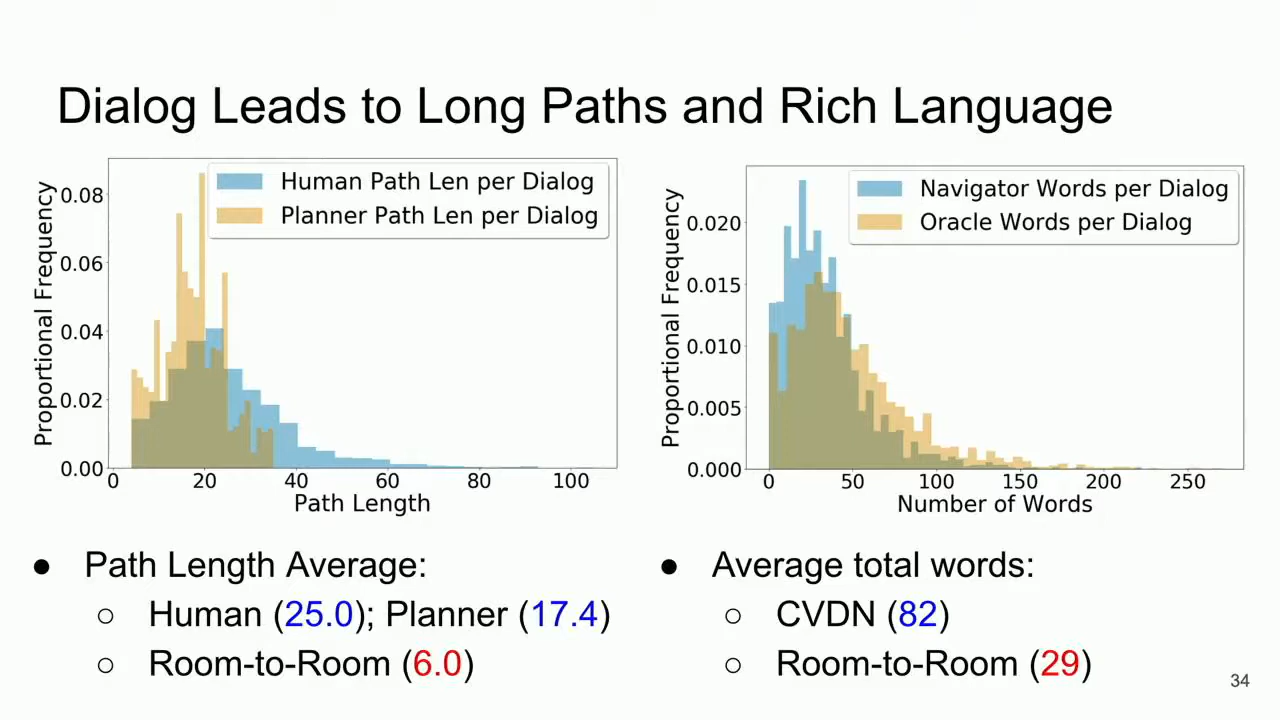 Dialog Leads to Long Paths and Rich Language
Human Path Len per Dialog
Planner Path Len per Dialog
Proportional Frequency
0.08
0.06
0.04
0.02
0.00
0 20 40 60 80 100
Path Length
Navigator Words per Dialog
Oracle Words per Dialog
Proportional Frequency
0.020
0.015
0.010
0.005
0.000
0 50 100 150 200 250
Number of Words
● Path Length Average:
○ Human (25.0); Planner (17.4)
○ Room-to-Room (6.0)
● Average total words:
○ CVDN (82)
○ Room-to-Room (29)
34